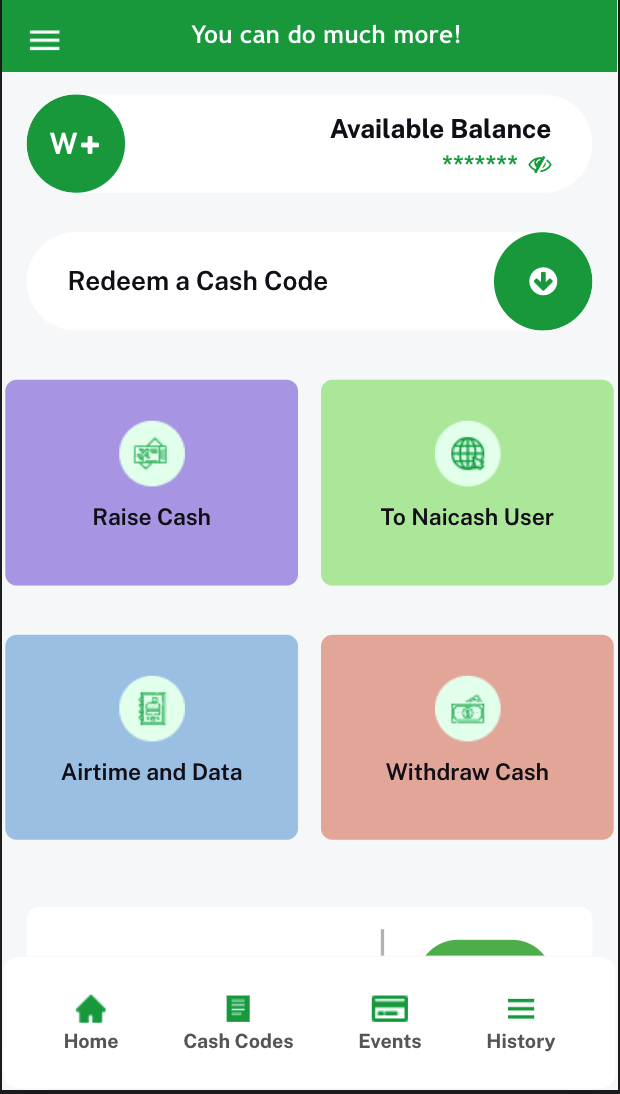 You can do much more!
W+
Available Balance
*******
Redeem a Cash Code
Raise Cash
To Naicash User
Airtime and Data
Withdraw Cash
Home
Cash Codes
Events
History